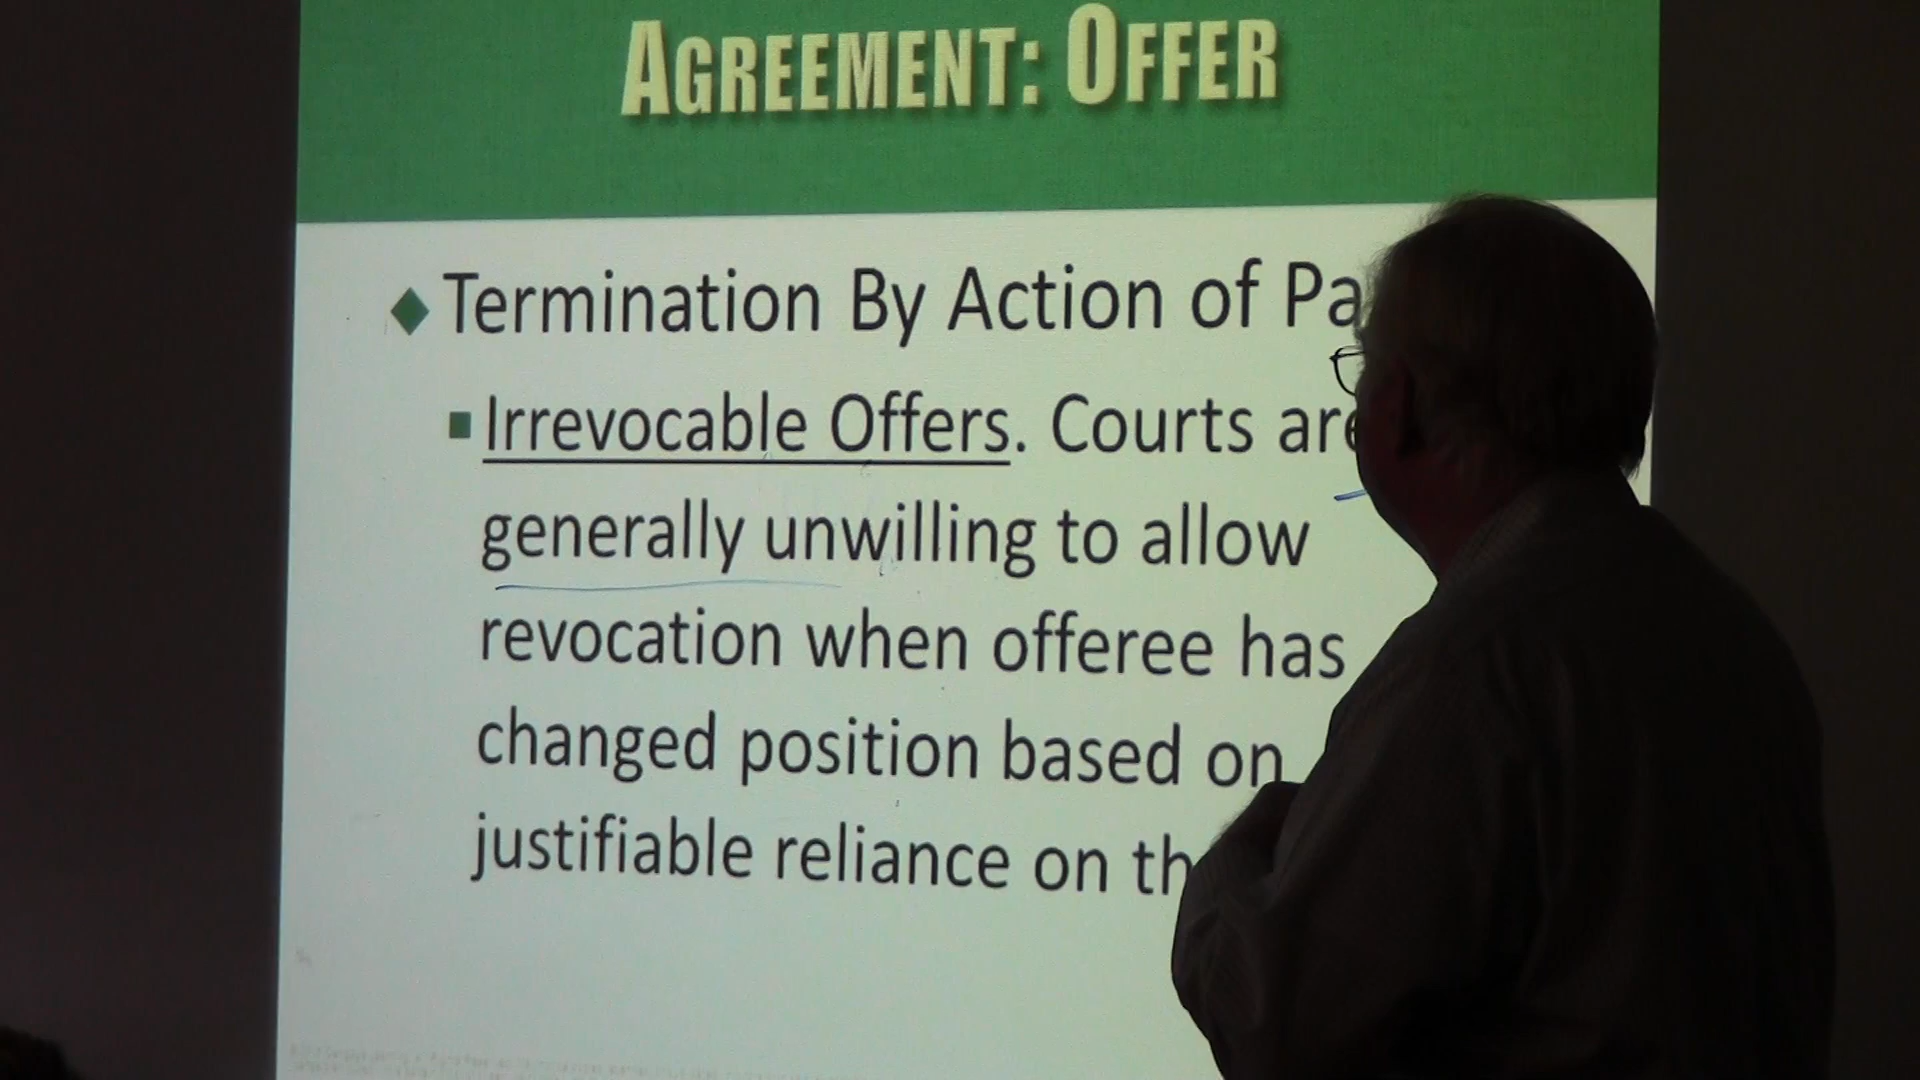 AGREEMENT: OFFER
Termination By Action of Pa
Irrevocable Offers. Courts are
generally unwilling to allow
revocation when offeree has
changed position based on
justifiable reliance on th